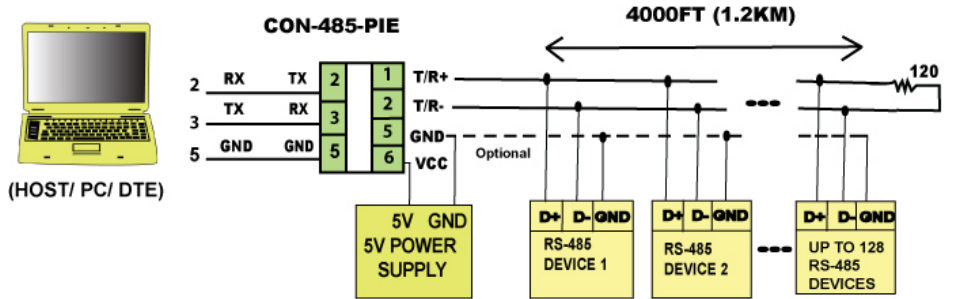 CON-485-PIE
4000FT (1.2KM)
2 RX TX 2 1 T/R+
120
3 TX RX 3 2 T/R-
5 GND GND 5 5 GND
Optional
6 VCC
(HOST/ PC/ DTE)
5V GND
5V POWER
SUPPLY
D+ D- GND
RS-485
DEVICE 1
D+ D- GND
RS-485
DEVICE 2
D+ D- GND
UP TO 128
RS-485
DEVICES